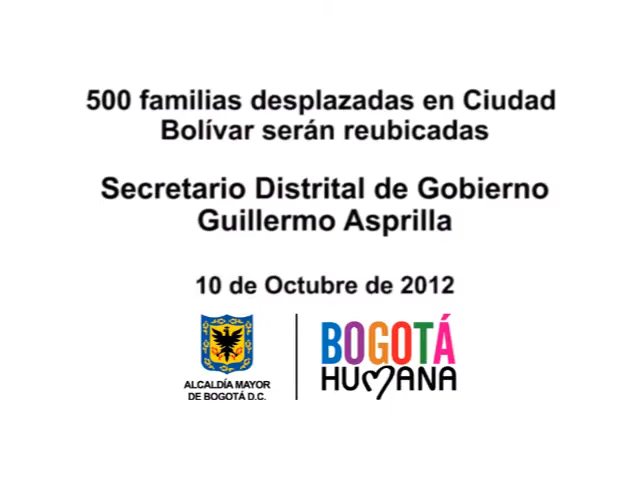 500 familias desplazadas en Ciudad
Bolívar serán reubicadas
Secretario Distrital de Gobierno
Guillermo Asprilla
10 de Octubre de 2012
ALCALDÍA MAYOR
DE BOGOTÁ D.C.
BOGOTÁ
HUMANA